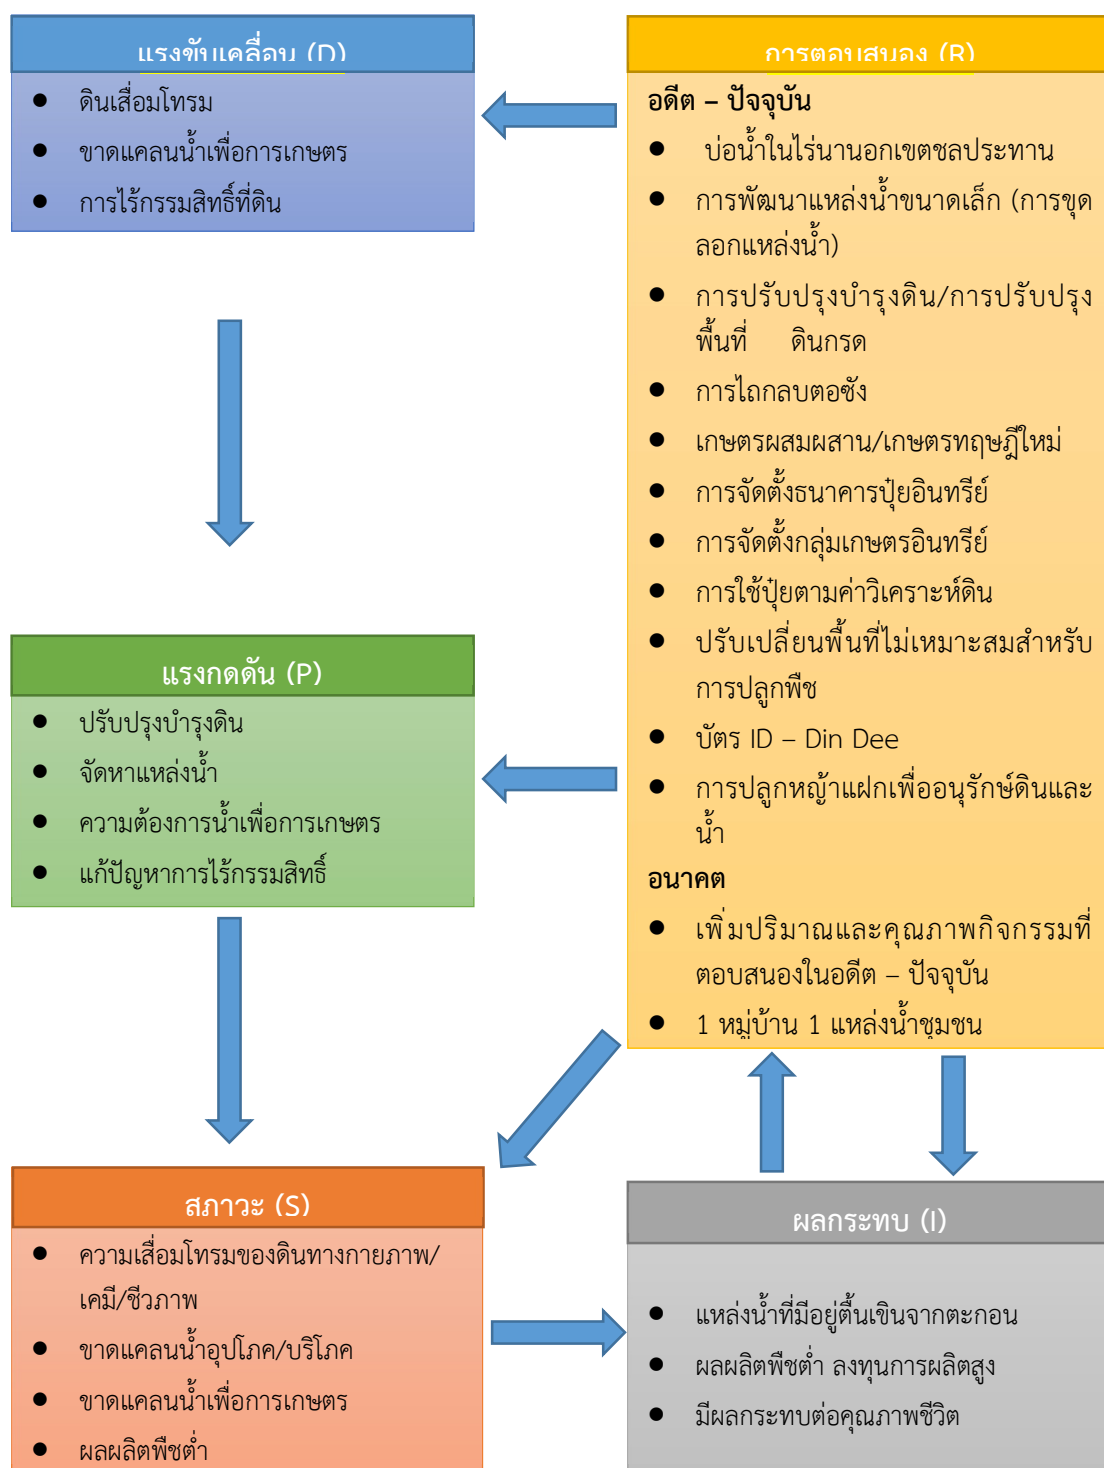 แรงขับเคลื่อน (D)
ดินเสื่อมโทรม
ขาดแคลนน้ำเพื่อการเกษตร
การไร้กรรมสิทธิ์ที่ดิน
การตอบสนอง (R)
อดีต – ปัจจุบัน
บ่อน้ำในไร่นานอกเขตชลประทาน
การพัฒนาแหล่งน้ำขนาดเล็ก (การขุด
ลอกแหล่งน้ำ)
การปรับปรุงบำรุงดิน/การปรับปรุง
พื้นที่ ดินกรด
การไถกลบตอซัง
เกษตรผสมผสาน/เกษตรทฤษฎีใหม่
การจัดตั้งธนาคารปุ๋ยอินทรีย์
การจัดตั้งกลุ่มเกษตรอินทรีย์
การใช้ปุ๋ยตามค่าวิเคราะห์ดิน
ปรับเปลี่ยนพื้นที่ไม่เหมาะสมสำหรับ
การปลูกพืช
บัตร ID – Din Dee
การปลูกหญ้าแฝกเพื่ออนุรักษ์ดินและ
น้ำ
อนาคต
เพิ่มปริมาณและคุณภาพกิจกรรมที่
ตอบสนองในอดีต – ปัจจุบัน
1 หมู่บ้าน 1 แหล่งน้ำชุมชน
แรงกดดัน (P)
ปรับปรุงบำรุงดิน
จัดหาแหล่งน้ำ
ความต้องการน้ำเพื่อการเกษตร
แก้ปัญหาการไร้กรรมสิทธิ์
สภาวะ (S)
ความเสื่อมโทรมของดินทางกายภาพ/
เคมี/ชีวภาพ
ขาดแคลนน้ำอุปโภค/บริโภค
ขาดแคลนน้ำเพื่อการเกษตร
ผลผลิตพืชต่ำ
ผลกระทบ (I)
แหล่งน้ำที่มีอยู่ตื้นเขินจากตะกอน
ผลผลิตพืชต่ำ ลงทุนการผลิตสูง
มีผลกระทบต่อคุณภาพชีวิต